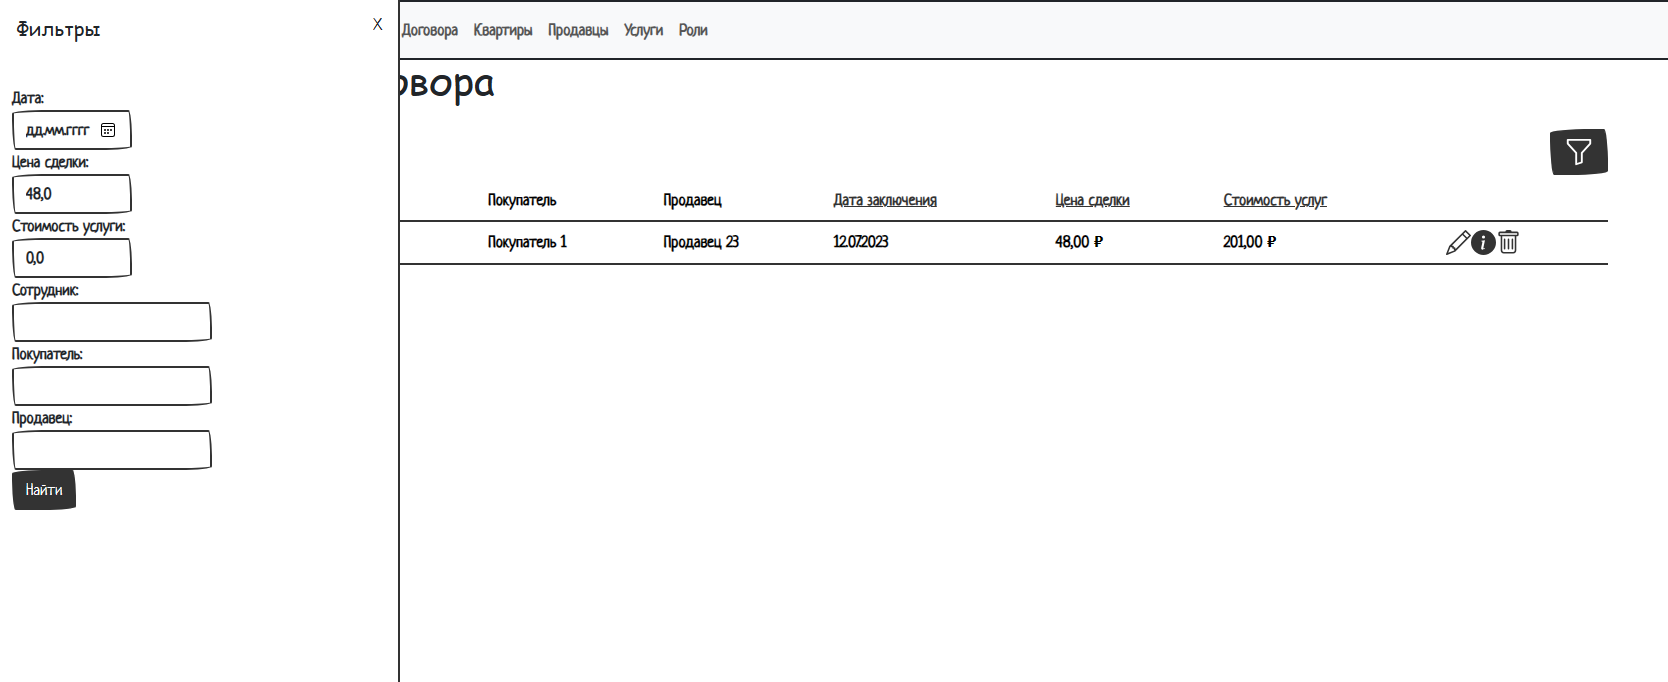 Фильтры
X
Дата:
дд.мм.гггг
Цена сделки:
48,0
Стоимость услуги:
0,0
Сотрудник:
Покупатель:
Продавец:
Найти
Договора Квартиры Продавцы Услуги Роли
овора
Покупатель Продавец Дата заключения Цена сделки Стоимость услуг
Покупатель 1 Продавец 23 12.07.2023 48,00 ₽ 201,00 ₽